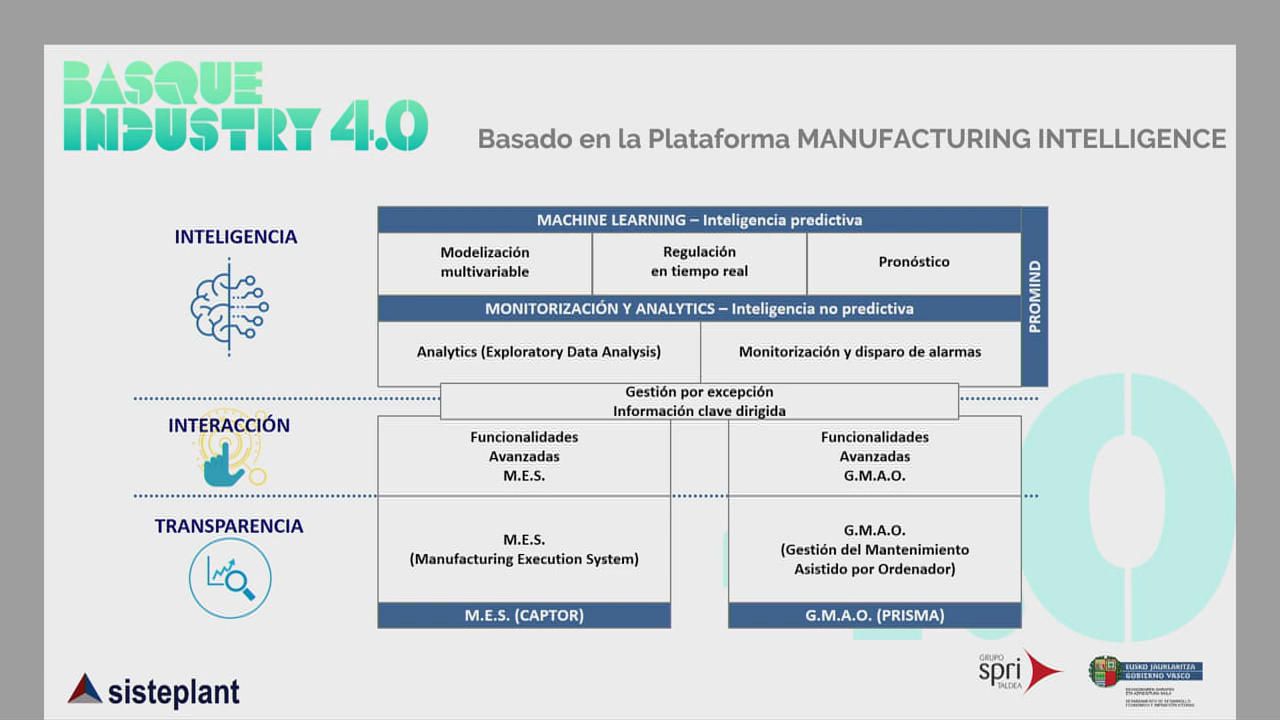 BASQUE
INDUSTRY 4.0
Basado en la Plataforma MANUFACTURING INTELLIGENCE
INTELIGENCIA
MACHINE LEARNING – Inteligencia predictiva
Modelización
multivariable
Regulación
en tiempo real
Pronóstico
MONITORIZACIÓN Y ANALYTICS – Inteligencia no predictiva
Analytics (Exploratory Data Analysis)
Monitorización y disparo de alarmas
PROMIND
Gestión por excepción
Información clave dirigida
INTERACCIÓN
Funcionalidades
Avanzadas
M.E.S.
Funcionalidades
Avanzadas
G.M.A.O.
TRANSPARENCIA
M.E.S.
(Manufacturing Execution System)
G.M.A.O.
(Gestión del Mantenimiento
Asistido por Ordenador)
M.E.S. (CAPTOR)
G.M.A.O. (PRISMA)
sisteplant
GRUPO
spri
TALDEA
EUSKO JAURLARITZA
GOBIERNO VASCO